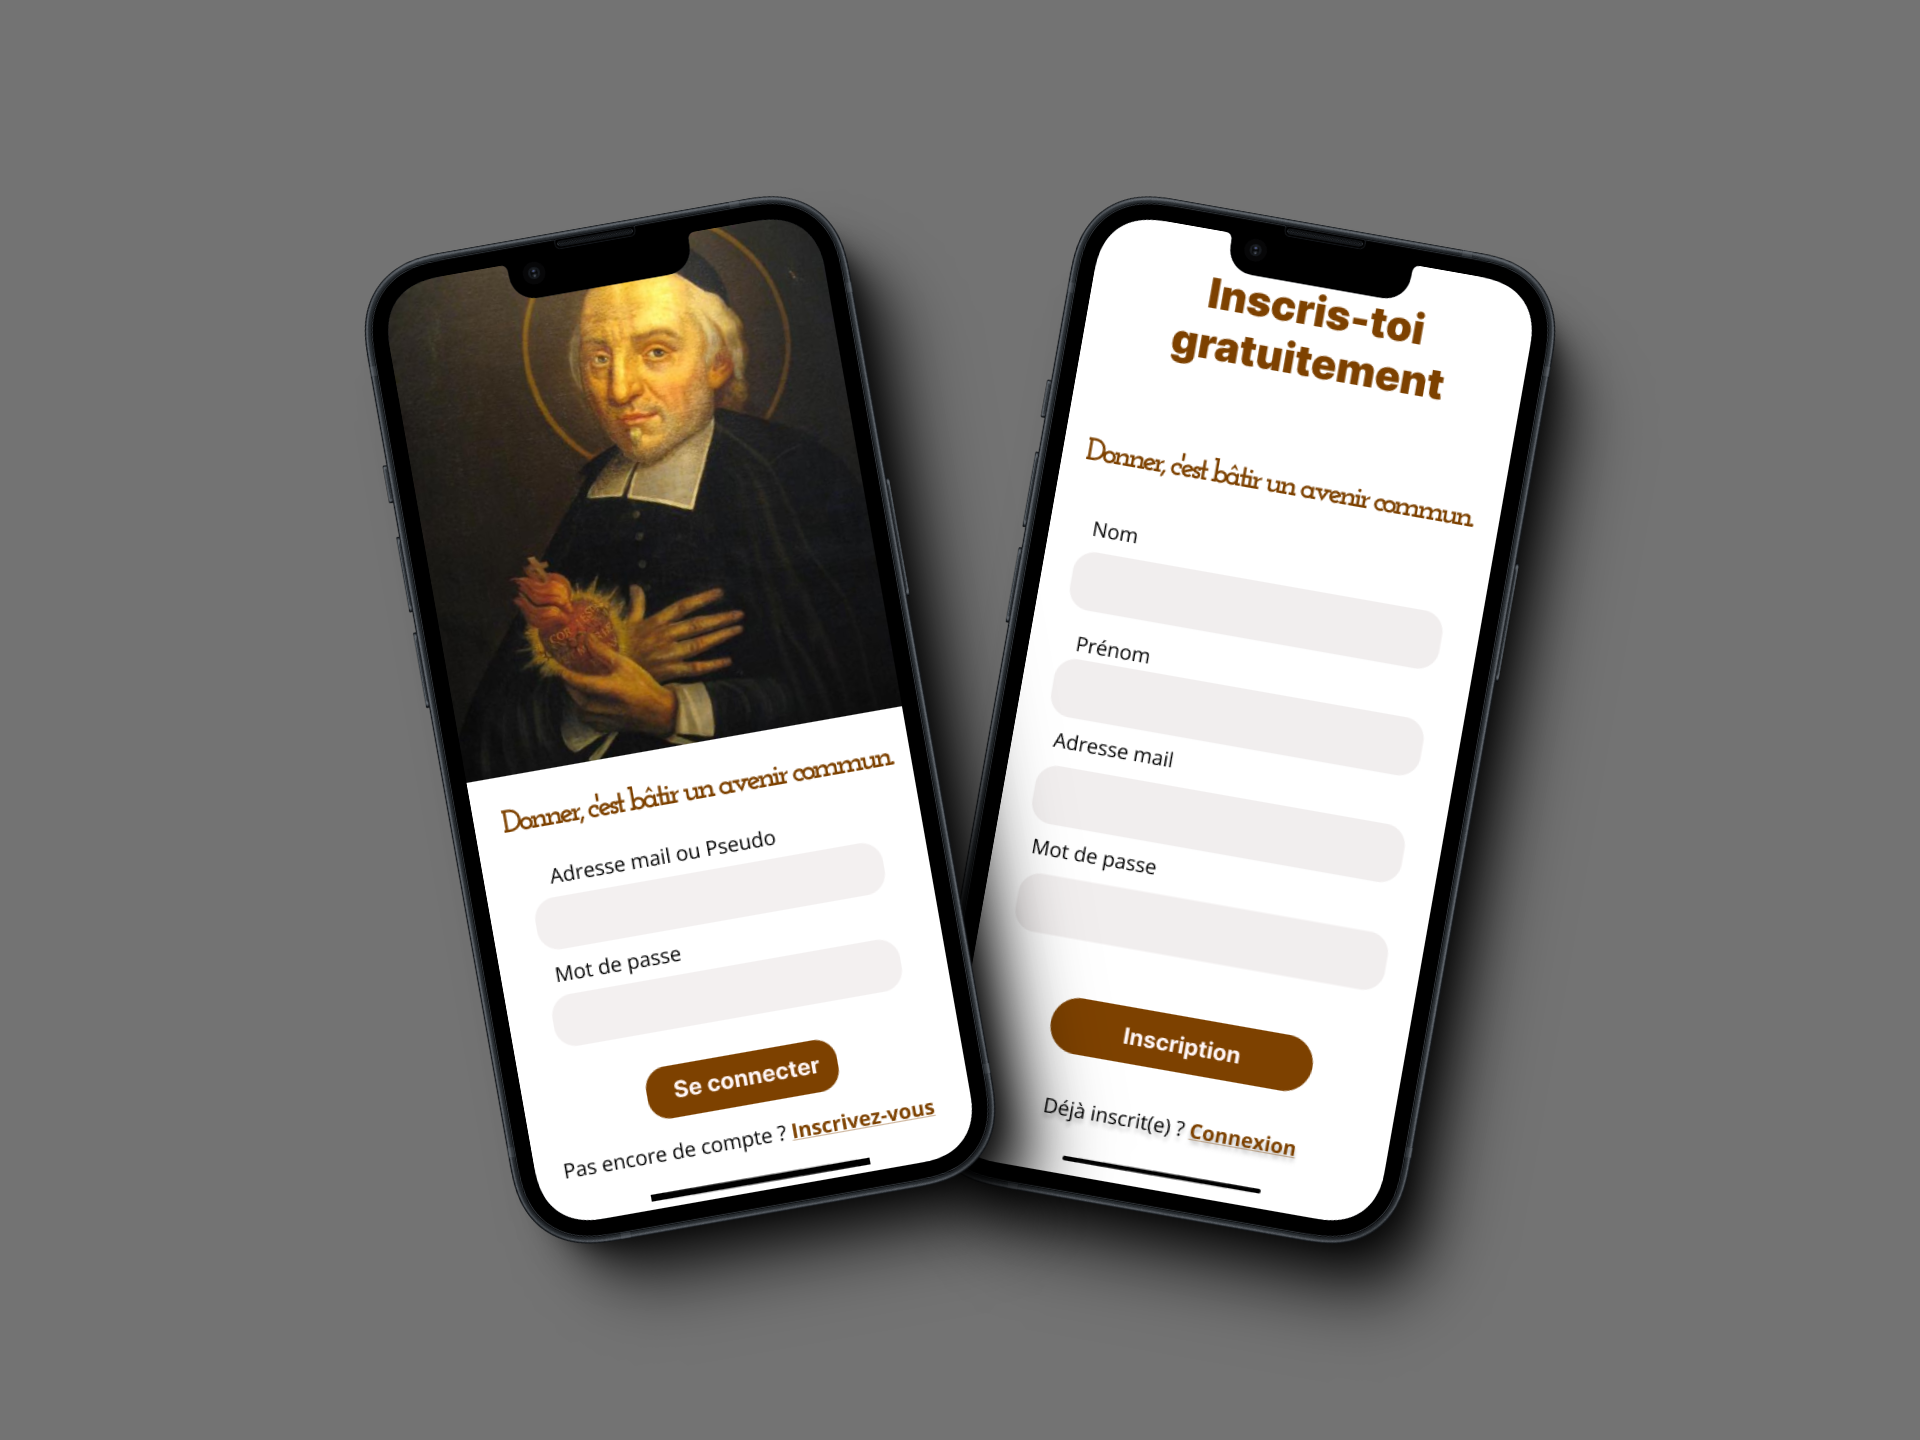 Donner, c'est bâtir un avenir commun.
Adresse mail ou Pseudo
Mot de passe
Se connecter
Pas encore de compte ? Inscrivez-vous
Inscris-toi
gratuitement
Donner, c'est bâtir un avenir commun.
Nom
Prénom
Adresse mail
Mot de passe
Inscription
Déjà inscrit(e) ? Connexion